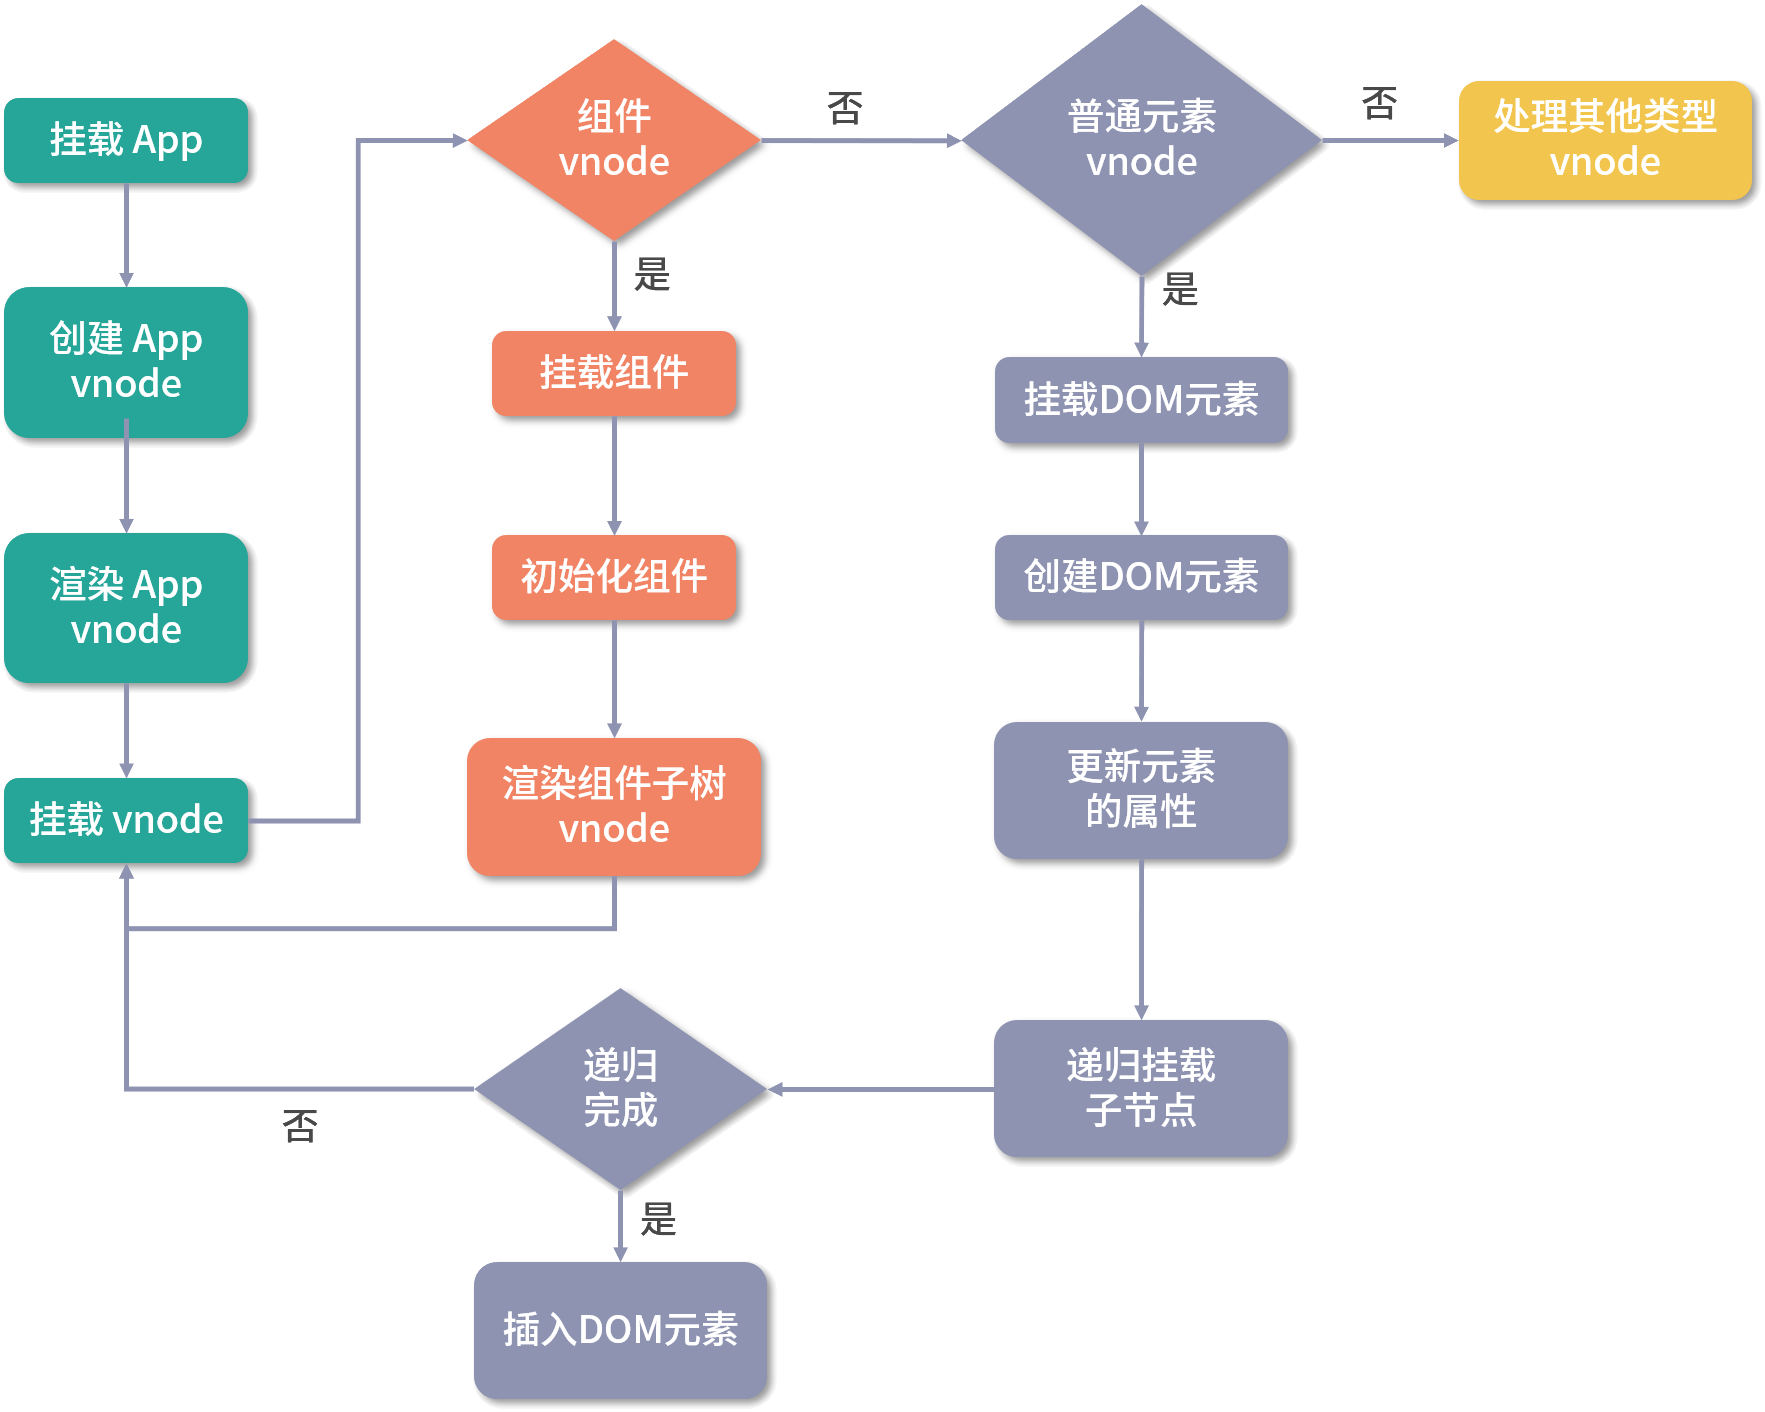 挂载 App
创建 App
vnode
渲染 App
vnode
挂载 vnode
组件
vnode
否
是
挂载组件
初始化组件
渲染组件子树
vnode
普通元素
vnode
否
是
处理其他类型
vnode
挂载DOM元素
创建DOM元素
更新元素
的属性
递归挂载
子节点
递归
完成
否
是
插入DOM元素